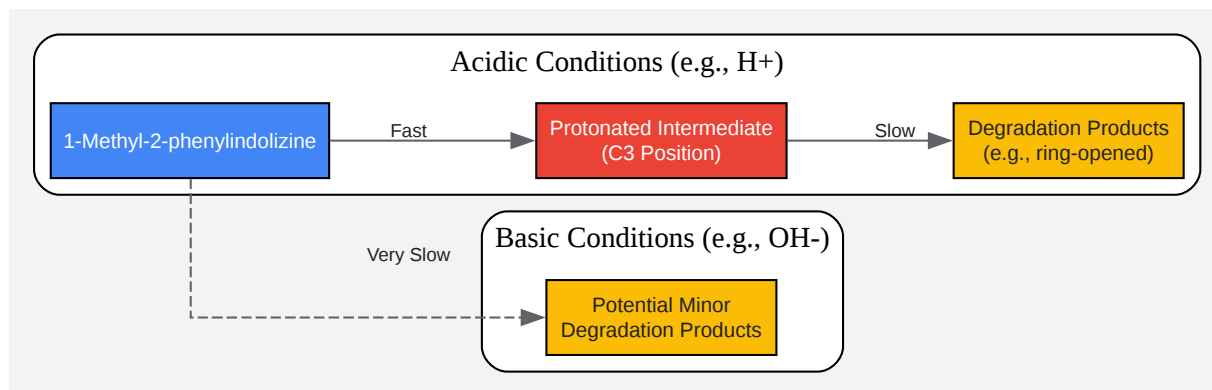 Acidic Conditions (e.g., H+)
1-Methyl-2-phenylindolizine
Fast
Protonated Intermediate
(C3 Position)
Slow
Degradation Products
(e.g., ring-opened)
Very Slow
Basic Conditions (e.g., OH-)
Potential Minor
Degradation Products